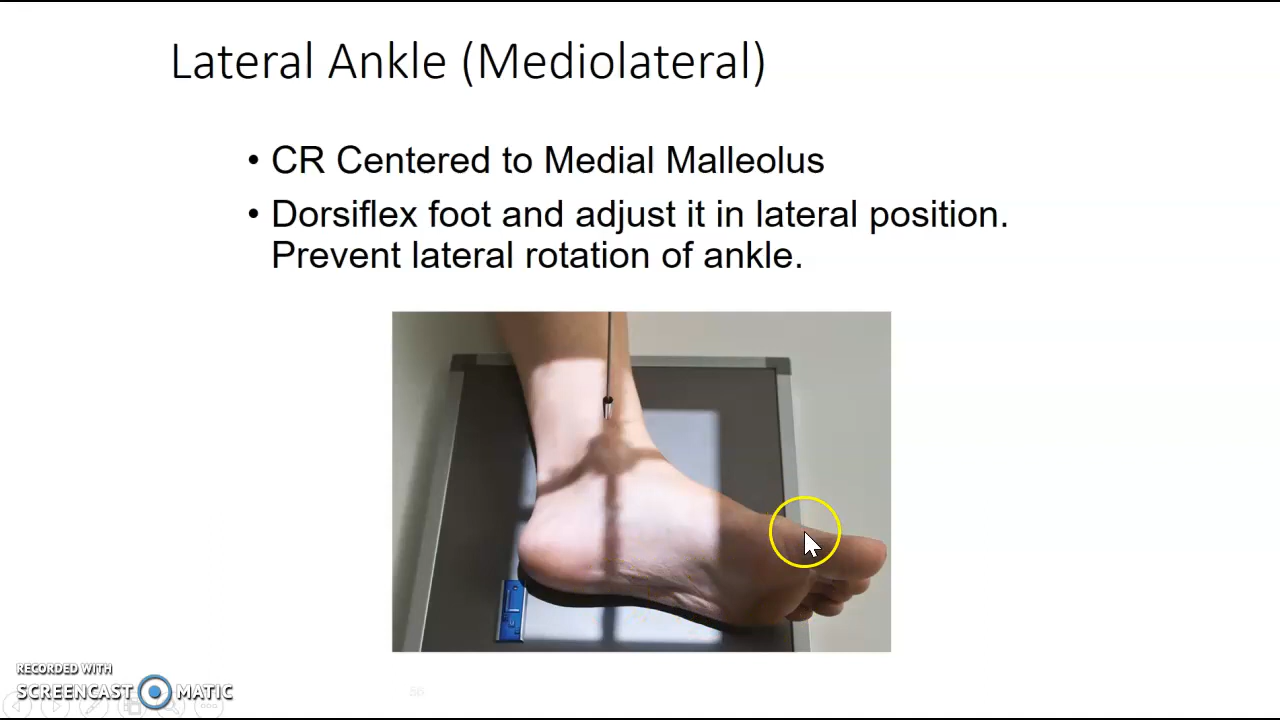 Lateral Ankle (Mediolateral)
• CR Centered to Medial Malleolus
• Dorsiflex foot and adjust it in lateral position.
Prevent lateral rotation of ankle.
RECORDED WITH
SCREENCAST MATIC
50